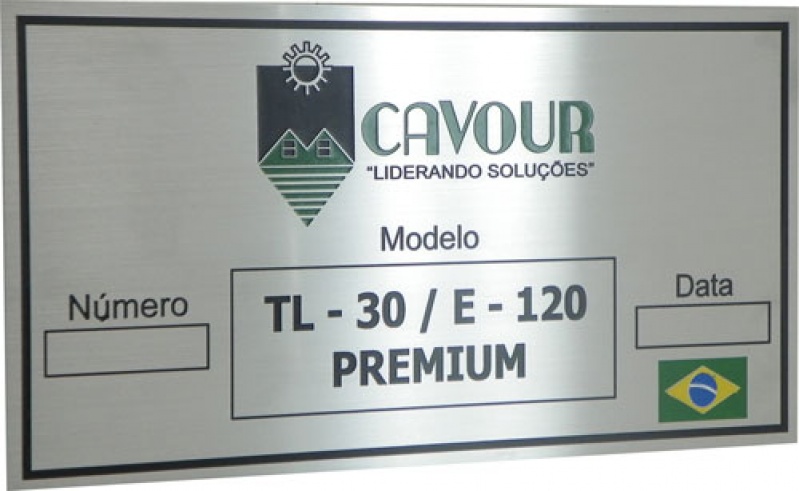 CAVOUR
"LIDERANDO SOLUÇÕES"
Modelo
Número
TL - 30 / E - 120
PREMIUM
Data